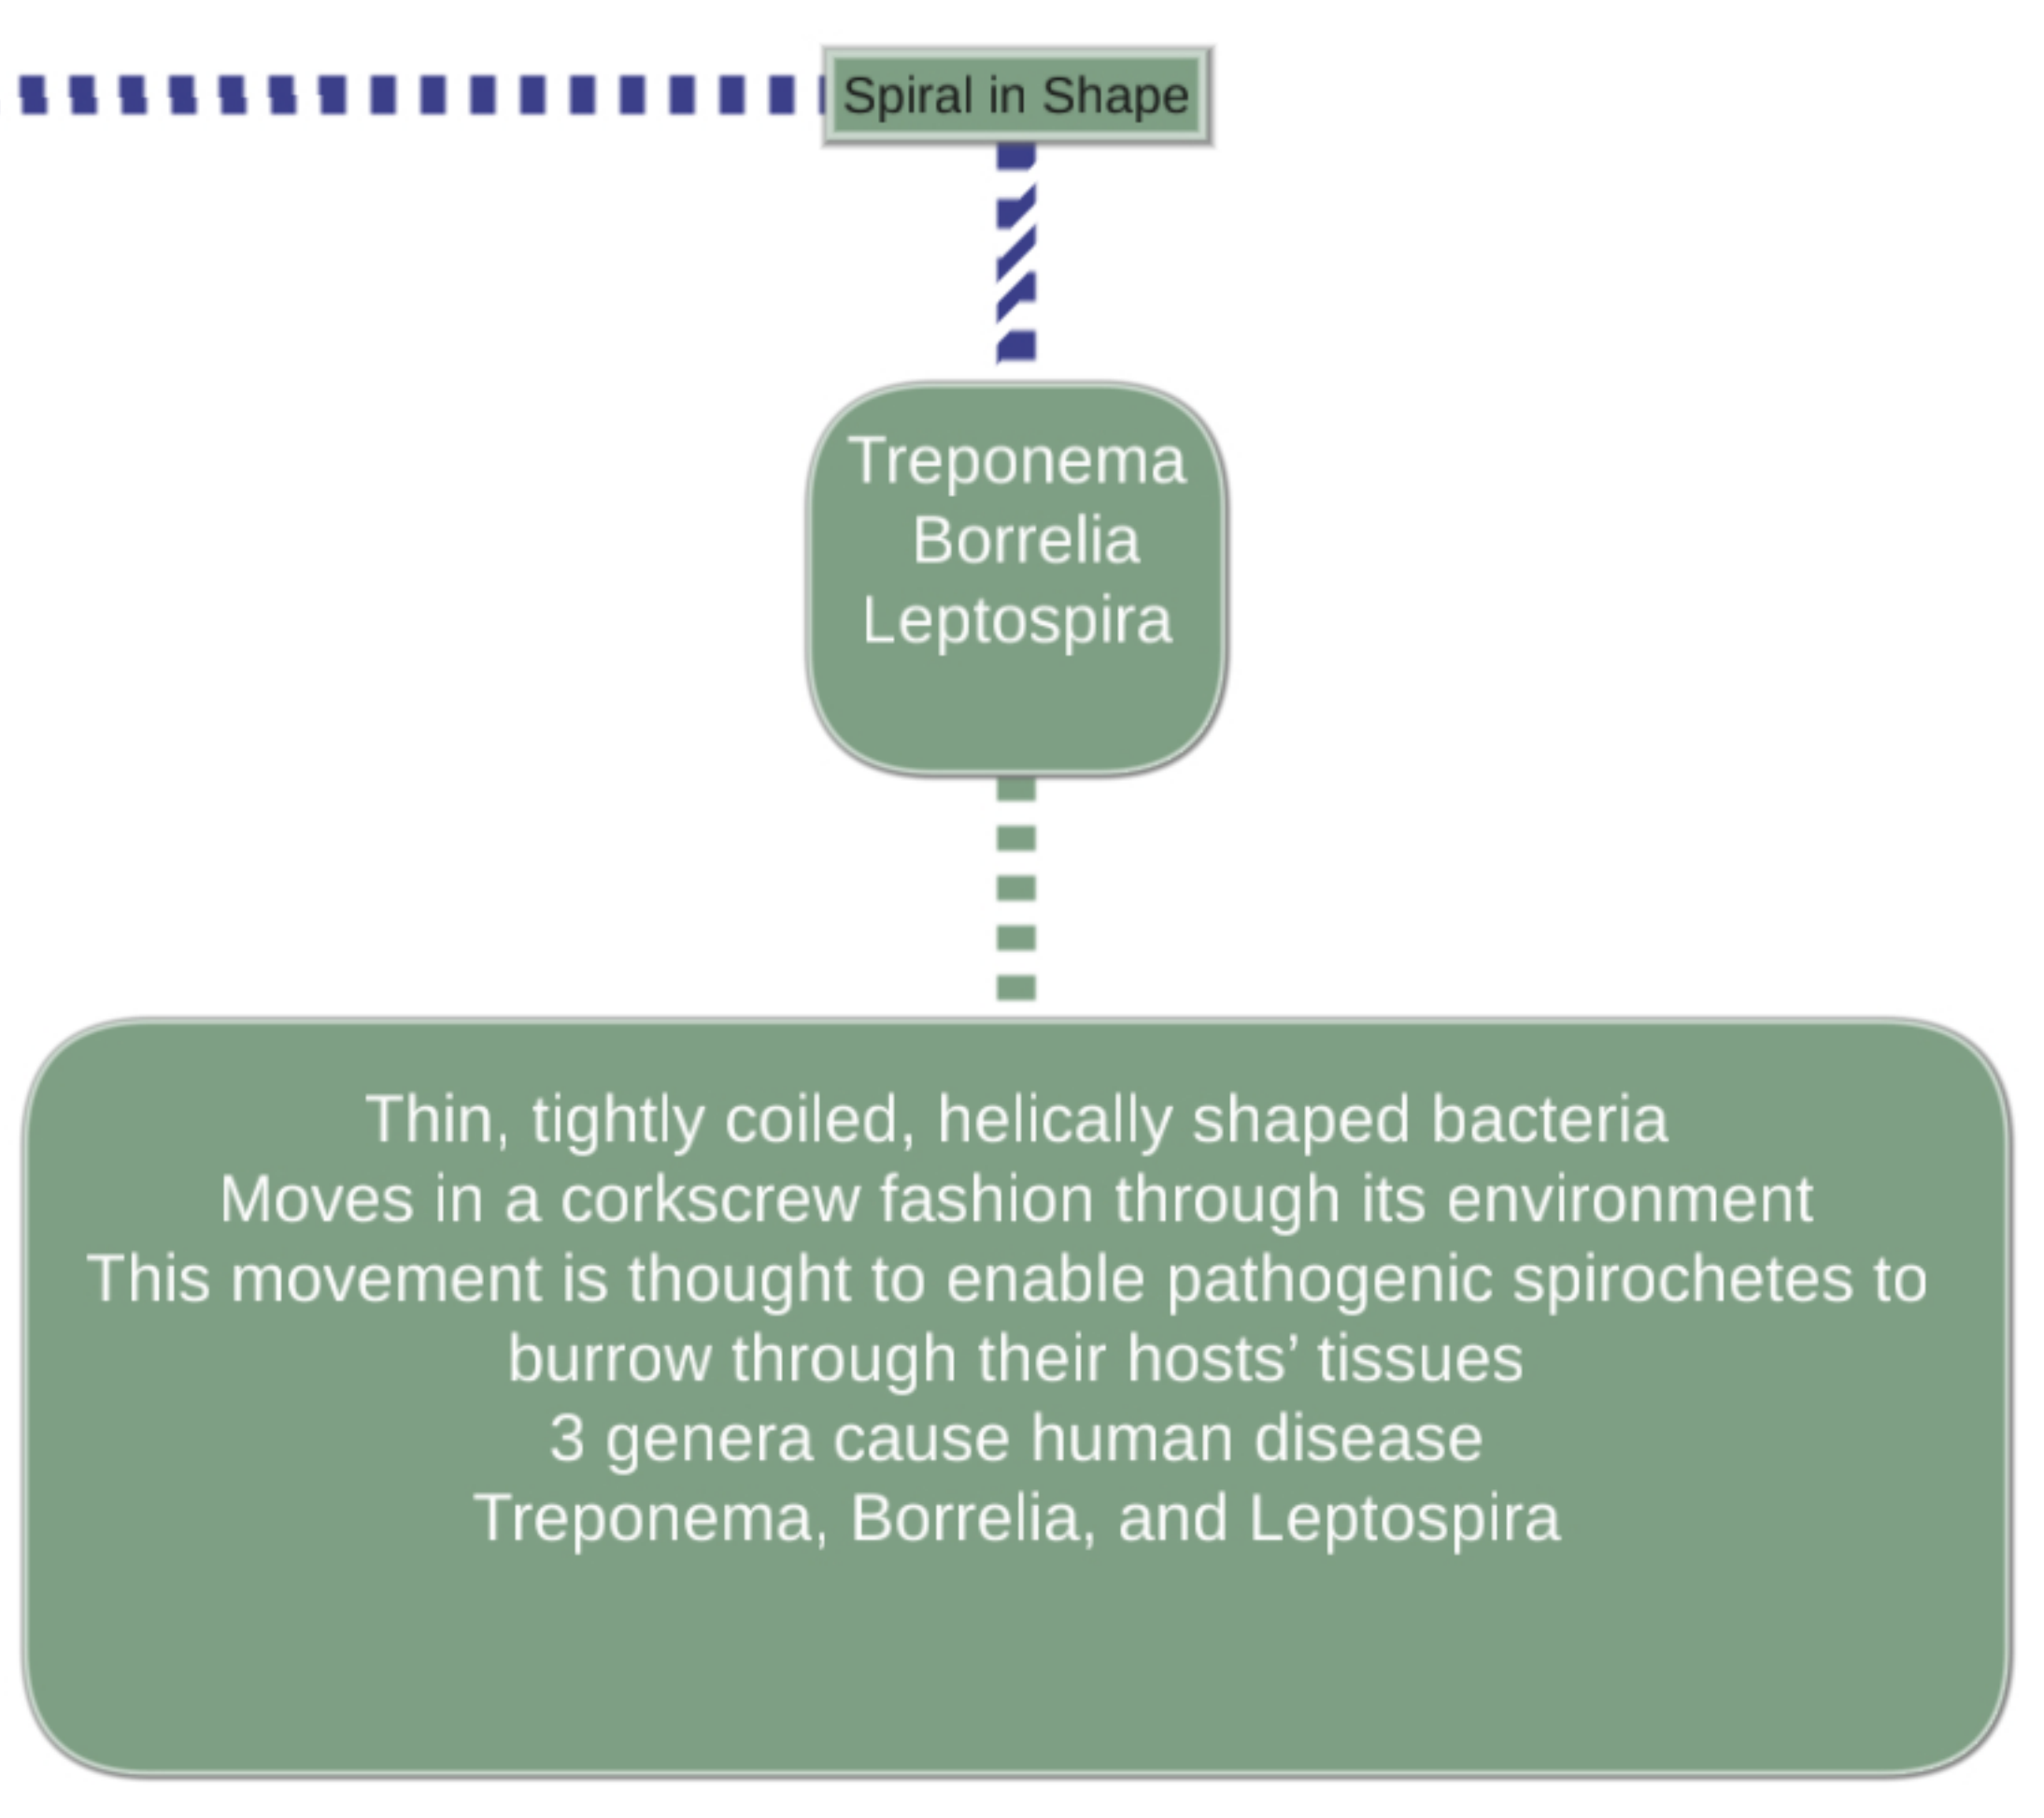 Spiral in Shape
Treponema
Borrelia
Leptospira
Thin, tightly coiled, helically shaped bacteria
Moves in a corkscrew fashion through its environment
This movement is thought to enable pathogenic spirochetes to
burrow through their hosts’ tissues
3 genera cause human disease
Treponema, Borrelia, and Leptospira